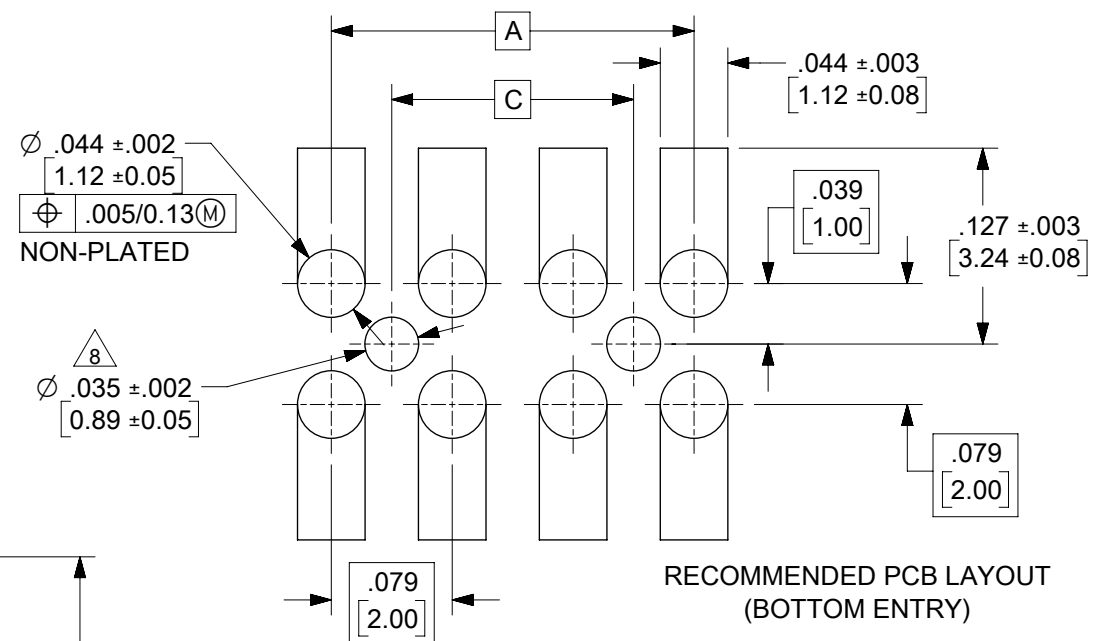 A
.044 ±.003
[1.12 ±0.08]
C
⌀ .044 ±.002
[1.12 ±0.05]
⌖ .005/0.13Ⓜ
NON-PLATED
.039
[1.00]
.127 ±.003
[3.24 ±0.08]
8
⌀ .035 ±.002
[0.89 ±0.05]
.079
[2.00]
.079
[2.00]
RECOMMENDED PCB LAYOUT
(BOTTOM ENTRY)